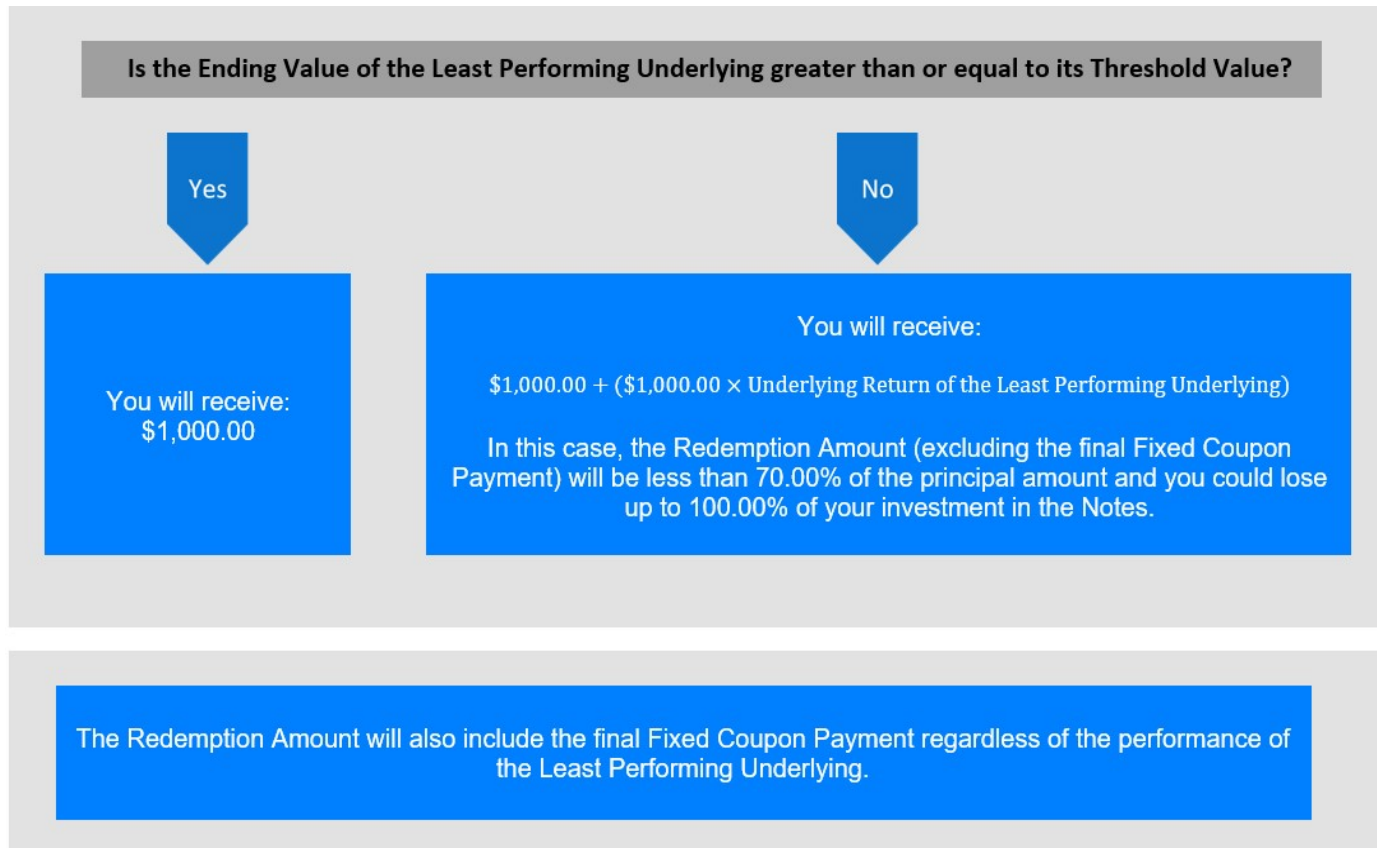 Is the Ending Value of the Least Performing Underlying greater than or equal to its Threshold Value?
Yes
No
You will receive:
$1,000.00
You will receive:
$1,000.00 + ($1,000.00 × Underlying Return of the Least Performing Underlying)
In this case, the Redemption Amount (excluding the final Fixed Coupon
Payment) will be less than 70.00% of the principal amount and you could lose
up to 100.00% of your investment in the Notes.
The Redemption Amount will also include the final Fixed Coupon Payment regardless of the performance of
the Least Performing Underlying.